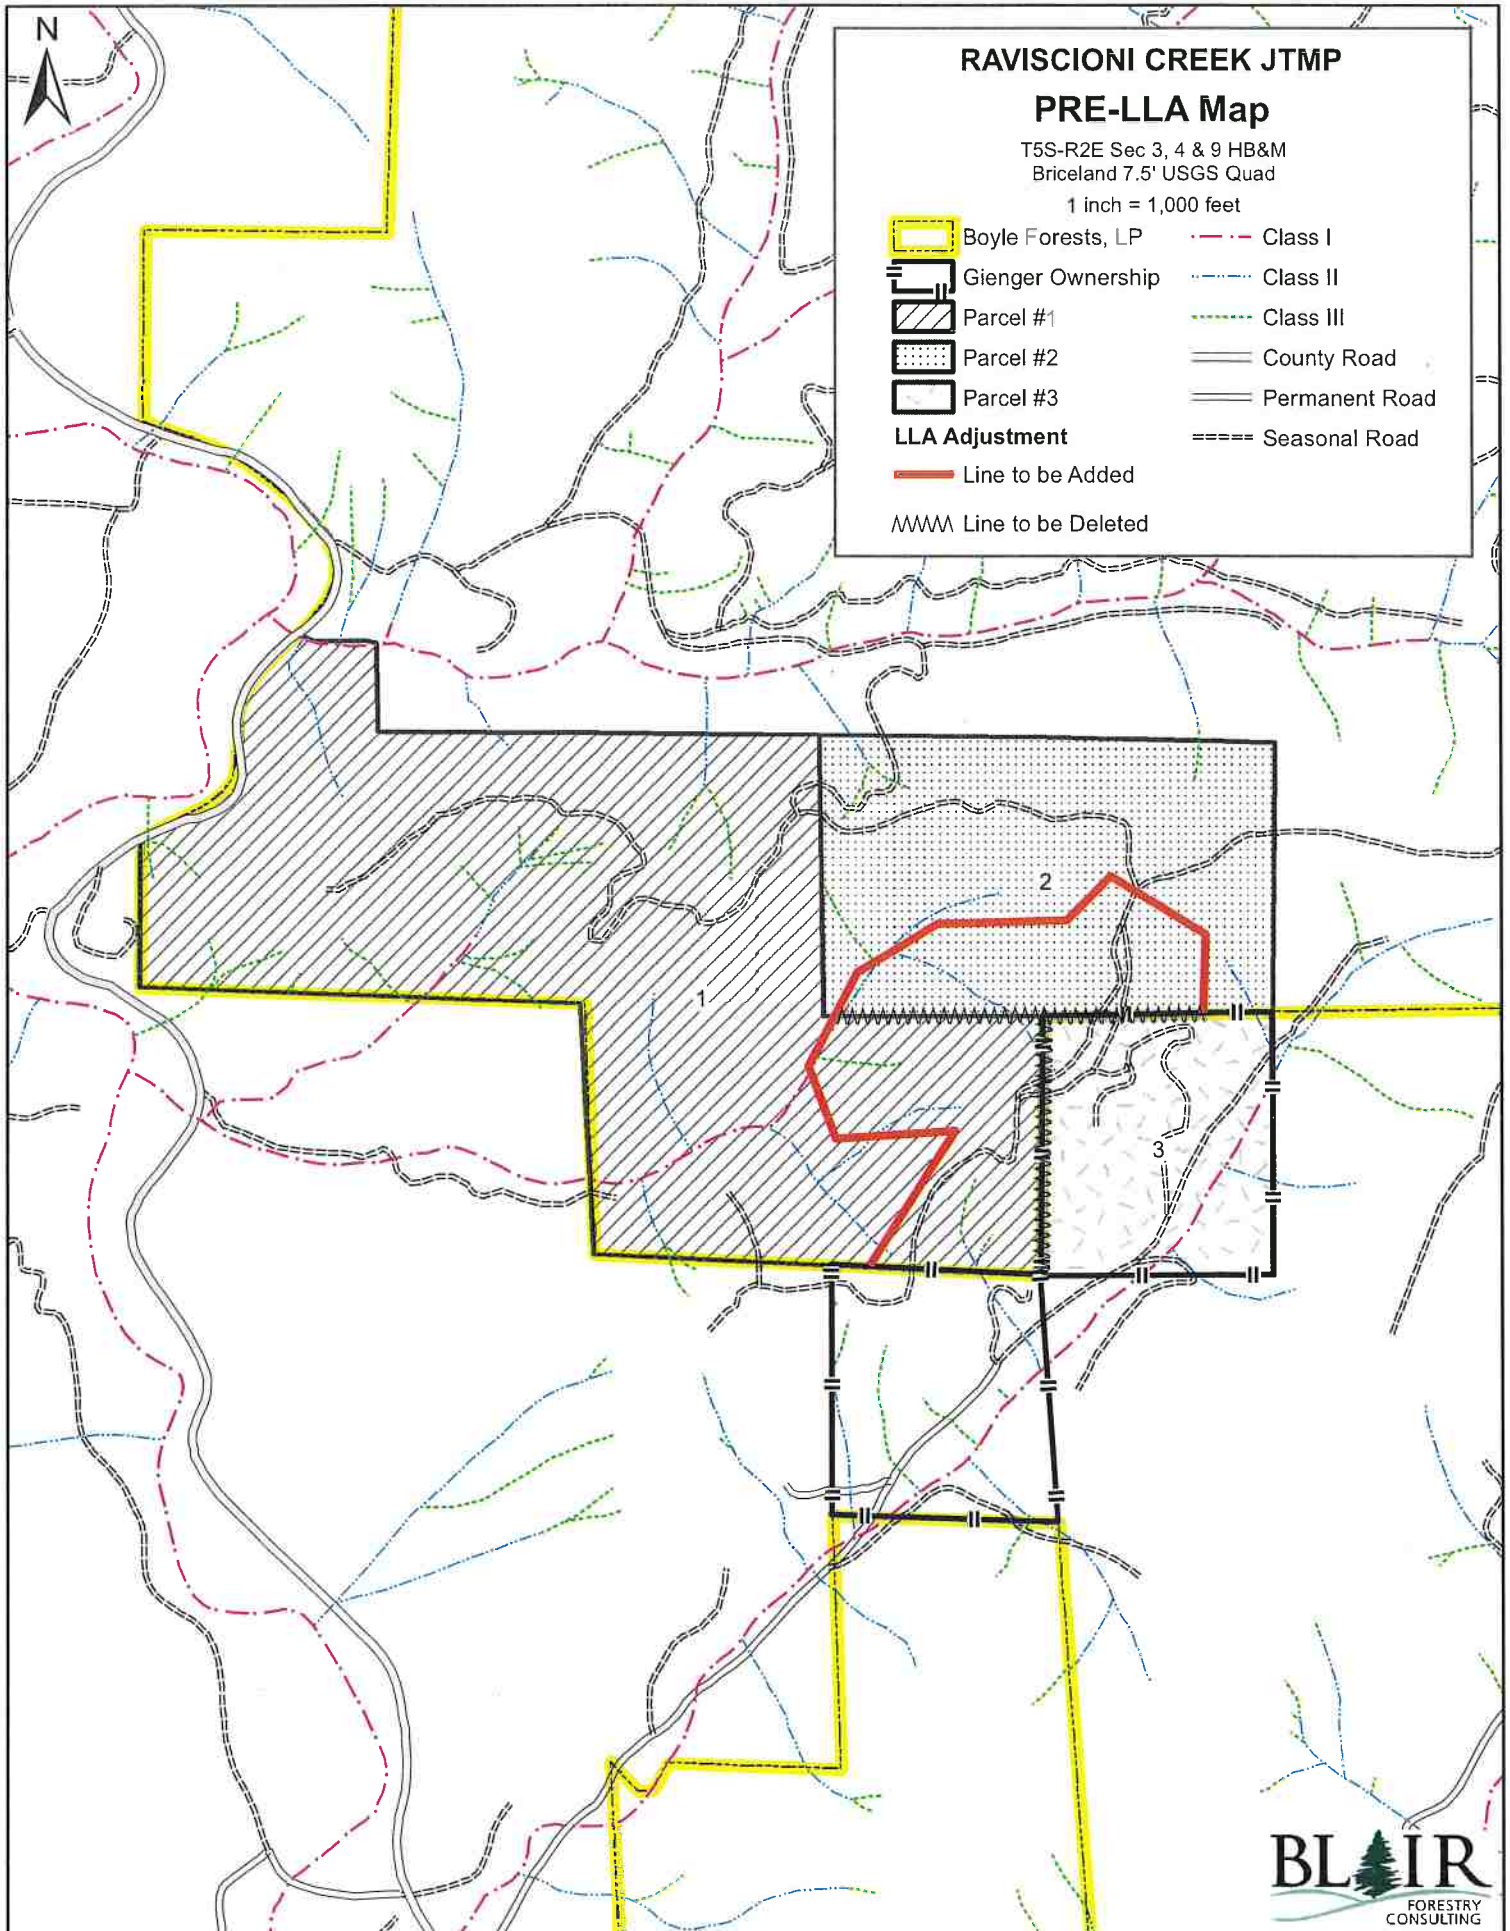 N
RAVISCIONI CREEK JTMP
PRE-LLA Map
T5S-R2E Sec 3, 4 & 9 HB&M
Briceland 7.5' USGS Quad
1 inch = 1,000 feet
Boyle Forests, LP
Gienger Ownership
Parcel #1
Parcel #2
Parcel #3
LLA Adjustment
Line to be Added
Line to be Deleted
Class I
Class II
Class III
County Road
Permanent Road
Seasonal Road
2
1
3
BLAIR
FORESTRY
CONSULTING